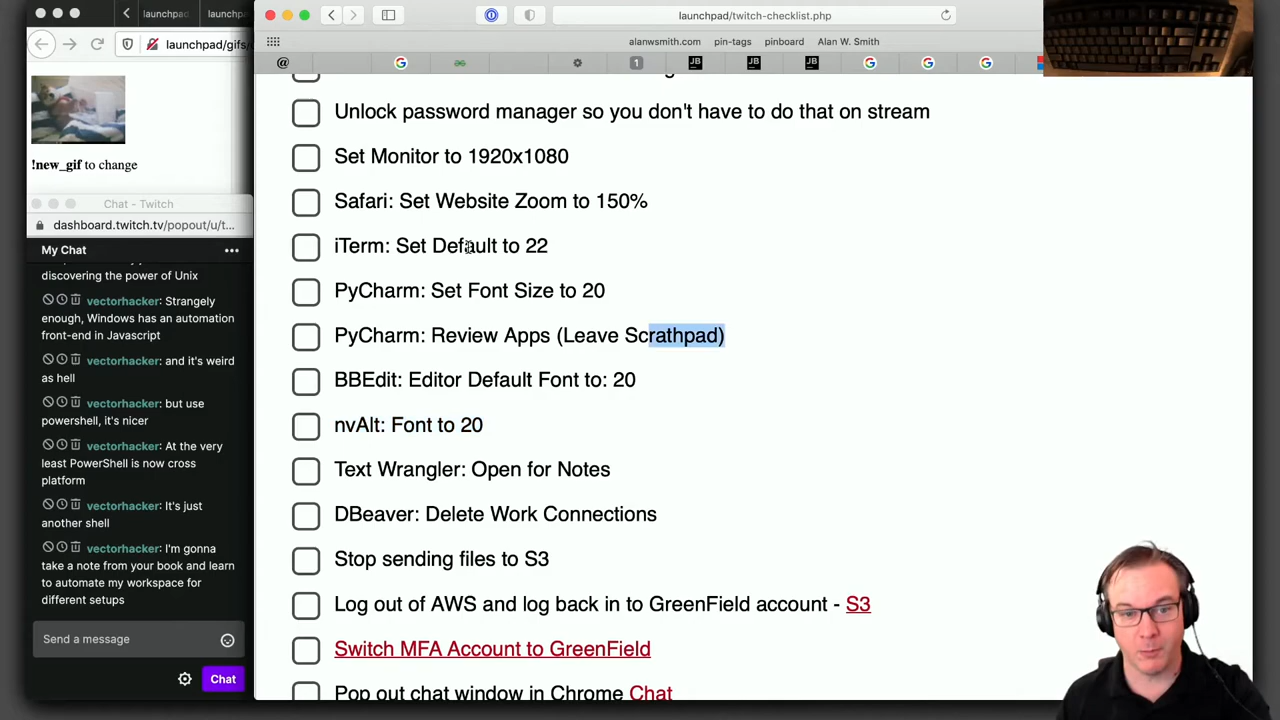 launchpad/
launchpad/gifs/
!new_gif to change
Chat - Twitch
dashboard.twitch.tv/popout/u/t...
My Chat
discovering the power of Unix
vectorhacker: Strangely
enough, Windows has an automation
front-end in Javascript
vectorhacker: and it's weird
as hell
vectorhacker: but use
powershell, it's nicer
vectorhacker: At the very
least PowerShell is now cross
platform
vectorhacker: It's just
another shell
vectorhacker: I'm gonna
take a note from your book and learn
to automate my workspace for
different setups
Send a message
Chat
launchpad/twitch-checklist.php
alanwsmith.com pin-tags pinboard Alan W. Smith
@ G 1 JB JB JB G G G
Unlock password manager so you don't have to do that on stream
Set Monitor to 1920x1080
Safari: Set Website Zoom to 150%
iTerm: Set Default to 22
PyCharm: Set Font Size to 20
PyCharm: Review Apps (Leave Scrathpad)
BBEdit: Editor Default Font to: 20
nvAlt: Font to 20
Text Wrangler: Open for Notes
DBeaver: Delete Work Connections
Stop sending files to S3
Log out of AWS and log back in to GreenField account - S3
Switch MFA Account to GreenField
Pop out chat window in Chrome Chat